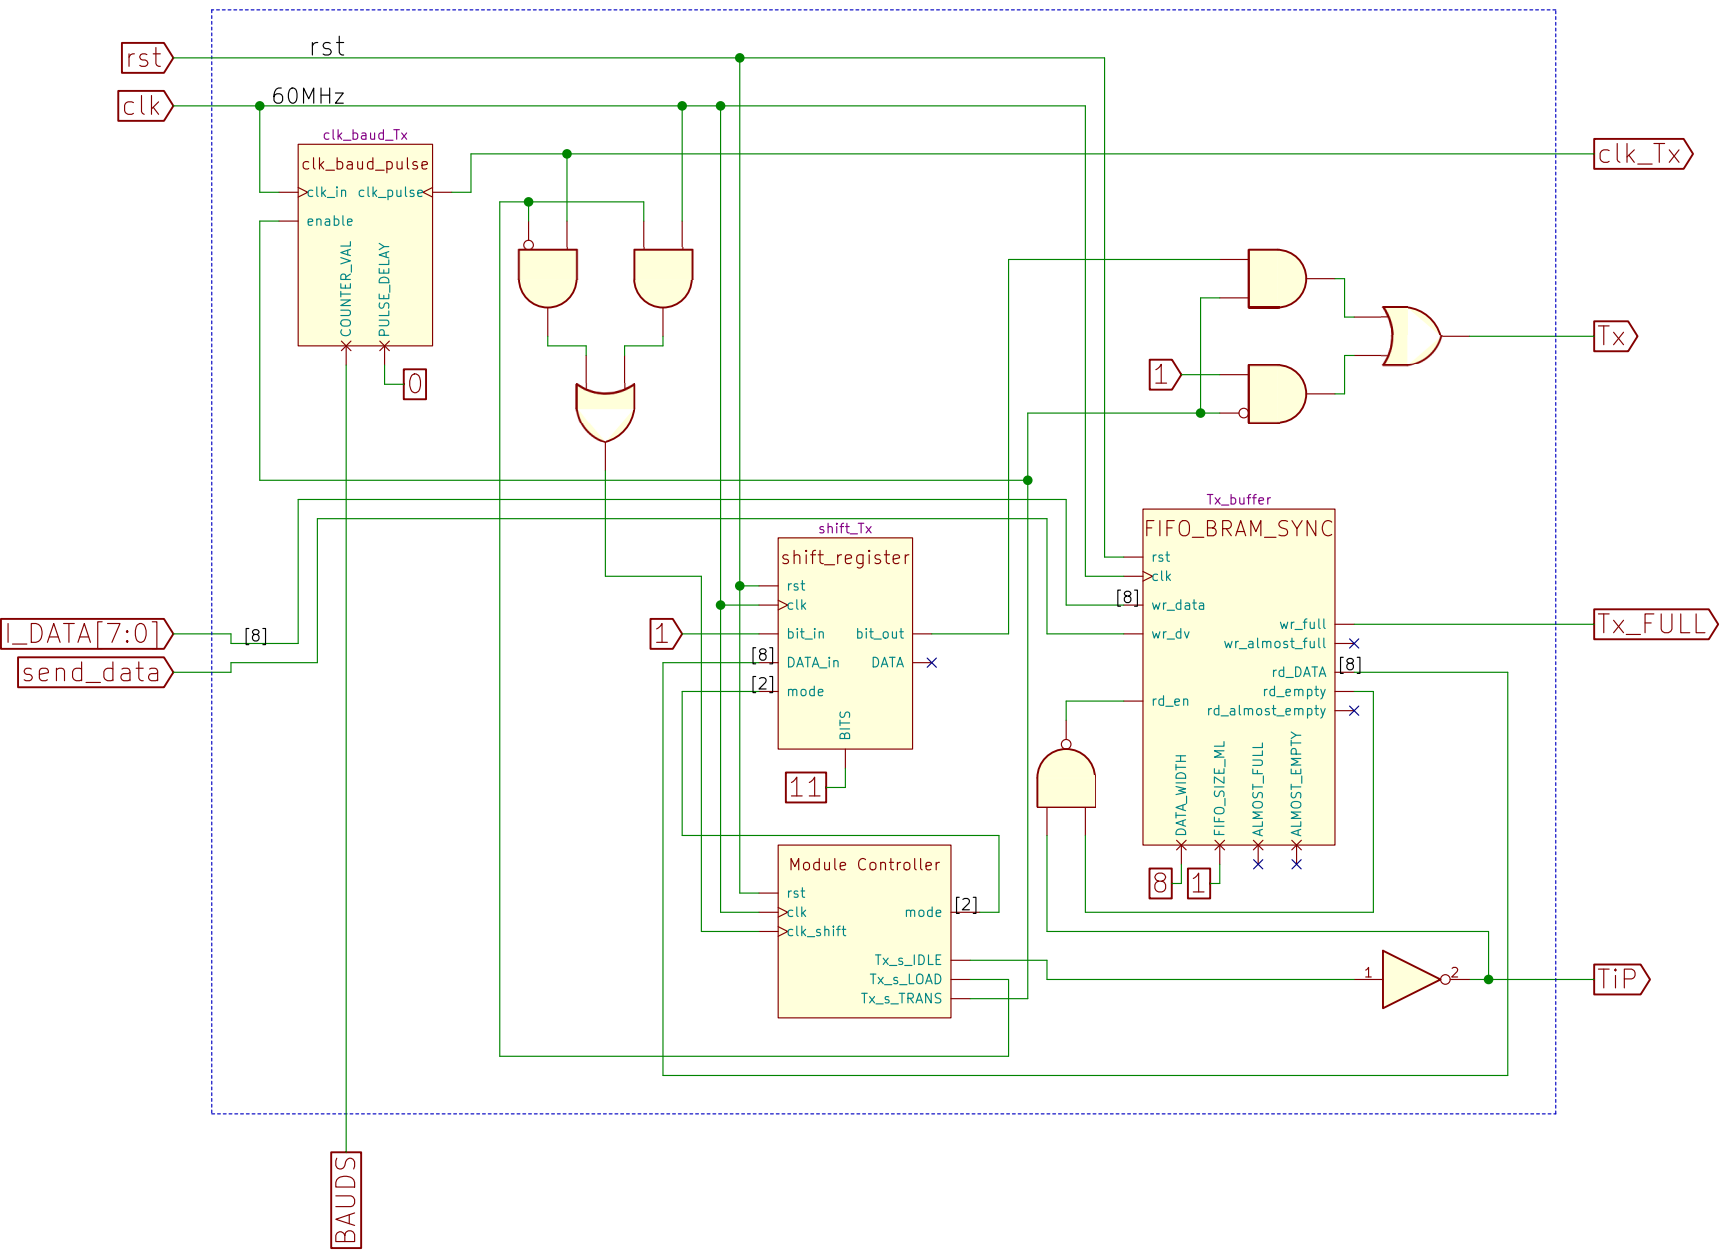 rst
rst
clk
60MHz
clk_baud_Tx
clk_baud_pulse
clk_in
clk_pulse
enable
COUNTER_VAL
PULSE_DELAY
0
clk_Tx
Tx
1
I_DATA[7:0]
[8]
send_data
shift_Tx
shift_register
rst
clk
1
bit_in
bit_out
[8]
DATA_in
DATA
[2]
mode
BITS
11
Tx_buffer
FIFO_BRAM_SYNC
rst
clk
[8]
wr_data
wr_dv
wr_full
wr_almost_full
[8]
rd_DATA
rd_empty
rd_en
rd_almost_empty
DATA_WIDTH
FIFO_SIZE_ML
ALMOST_FULL
ALMOST_EMPTY
8
1
Tx_FULL
Module Controller
rst
clk
mode
[2]
clk_shift
Tx_s_IDLE
Tx_s_LOAD
Tx_s_TRANS
1
2
TiP
BAUDS